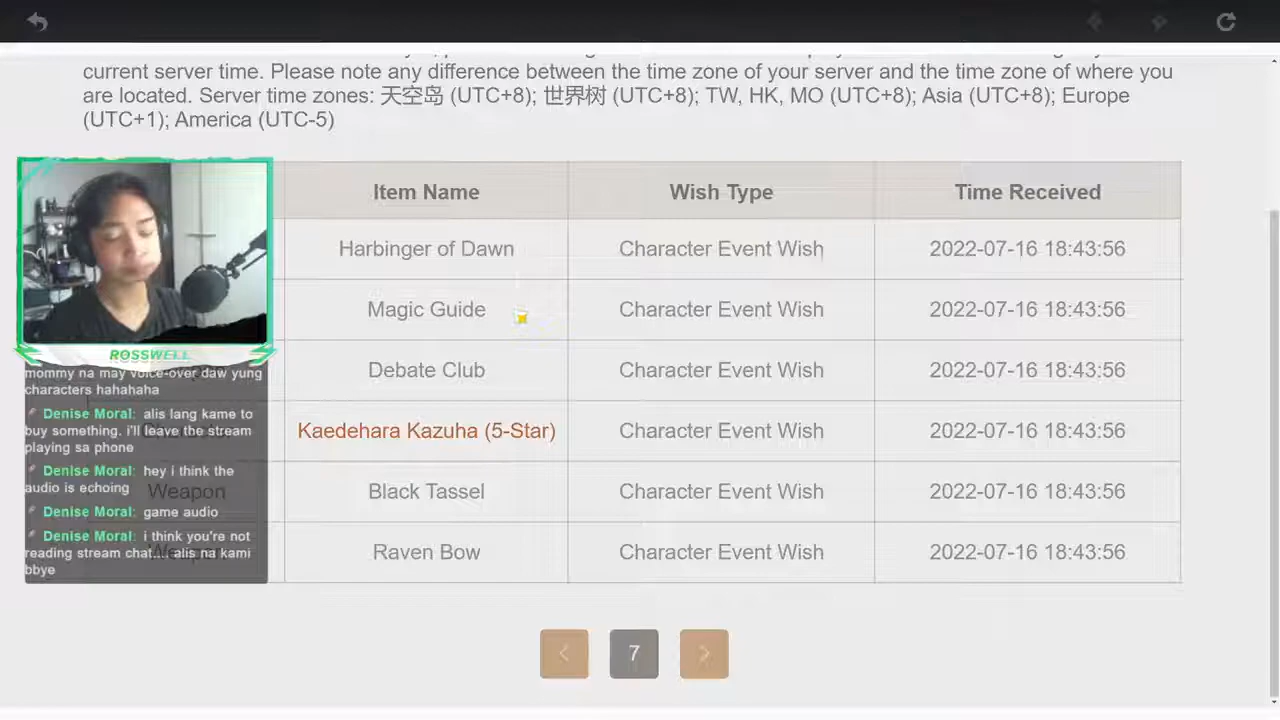 current server time. Please note any difference between the time zone of your server and the time zone of where you
are located. Server time zones: 天空岛 (UTC+8); 世界树 (UTC+8); TW, HK, MO (UTC+8); Asia (UTC+8); Europe
(UTC+1); America (UTC-5)
Item Name Wish Type Time Received
Harbinger of Dawn Character Event Wish 2022-07-16 18:43:56
Magic Guide Character Event Wish 2022-07-16 18:43:56
Debate Club Character Event Wish 2022-07-16 18:43:56
Kaedehara Kazuha (5-Star) Character Event Wish 2022-07-16 18:43:56
Weapon Black Tassel Character Event Wish 2022-07-16 18:43:56
Raven Bow Character Event Wish 2022-07-16 18:43:56
ROSSWELL
mommy na may voice-over daw yung
characters hahahaha
Denise Moral: alis lang kame to
buy something. i'll leave the stream
playing sa phone
Denise Moral: hey i think the
audio is echoing
Denise Moral: game audio
Denise Moral: i think you're not
reading stream chat.... alis na kami
bbye
7